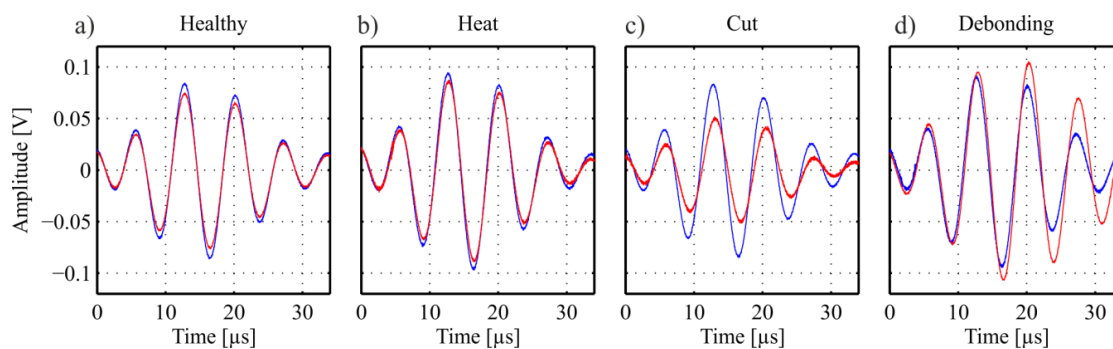 a) Healthy
b) Heat
c) Cut
d) Debonding
Amplitude [V]
0.1
0.05
0
−0.05
−0.1
0 10 20 30
0 10 20 30
0 10 20 30
0 10 20 30
Time [µs]
Time [µs]
Time [µs]
Time [µs]